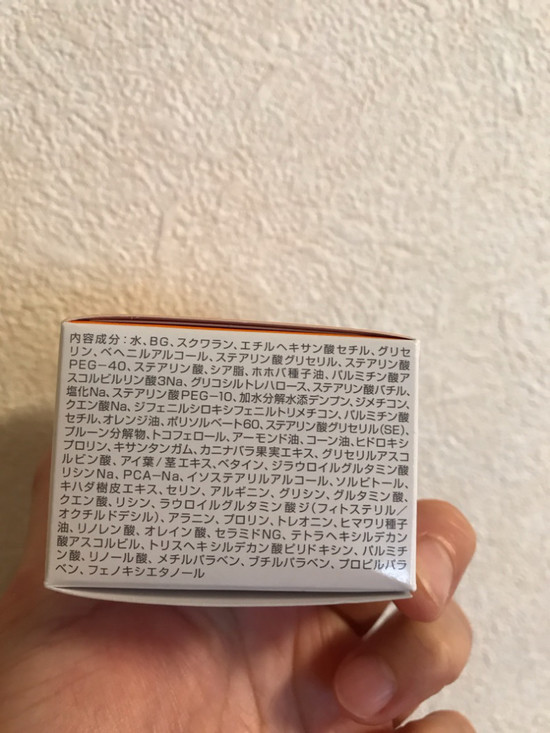 内容成分：水、BG、スクワラン、エチルヘキサン酸セチル、グリセ
リン、ベヘニルアルコール、ステアリン酸グリセリル、ステアリン酸
PEG-40、ステアリン酸、シア脂、ホホバ種子油、パルミチン酸ア
スコルビルリン酸3Na、グリコシルトレハロース、ステアリン酸バチル、
塩化Na、ステアリン酸PEG-10、加水分解水添デンプン、ジメチコン、
クエン酸Na、ジフェニルシロキシフェニルトリメチコン、パルミチン酸
セチル、オレンジ油、ポリソルベート60、ステアリン酸グリセリル(SE)、
プルーン分解物、トコフェロール、アーモンド油、コーン油、ヒドロキシ
プロリン、キサンタンガム、カニナバラ果実エキス、グリセリルアスコ
ルビン酸、アイ葉/茎エキス、ベタイン、ジラウロイルグルタミン酸
リシンNa、PCA-Na、イソステアリルアルコール、ソルビトール、
キハダ樹皮エキス、セリン、アルギニン、グリシン、グルタミン酸、
クエン酸、リシン、ラウロイルグルタミン酸ジ(フィトステリル/
オクチルドデシル)、アラニン、プロリン、トレオニン、ヒマワリ種子
油、リノレン酸、オレイン酸、セラミドNG、テトラヘキシルデカン
酸アスコルビル、トリスヘキシルデカン酸ピリドキシン、パルミチ
ン酸、リノール酸、メチルパラベン、ブチルパラベン、プロピルパラ
ベン、フェノキシエタノール